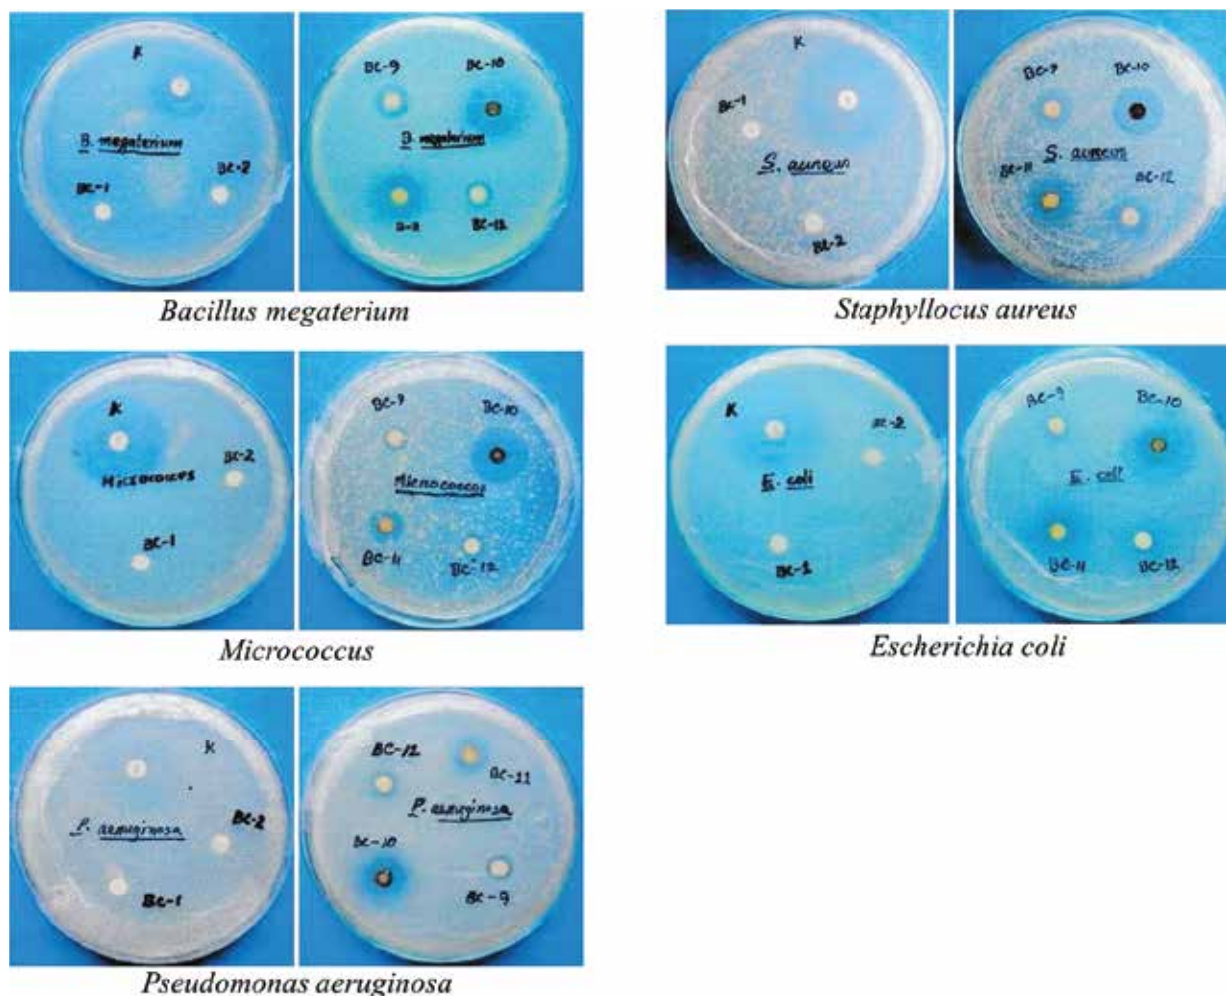 K
B. megaterium
BC-2
BC-1
BC-9 BC-10
B. megaterium
BC-12
Bacillus megaterium
K
BC-1
S. aureus
BC-2
BC-9 BC-10
S. aureus
BC-11 BC-12
Staphyllocus aureus
K
Micrococcus
BC-2
BC-1
BC-9 BC-10
Micrococcus
BC-11 BC-12
Micrococcus
K
BC-2
E. coli
BC-1
BC-9 BC-10
E. coli
BC-11 BC-12
Escherichia coli
K
P. aeruginosa
BC-2
BC-1
BC-12
BC-11
P. aeruginosa
BC-10
BC-9
Pseudomonas aeruginosa